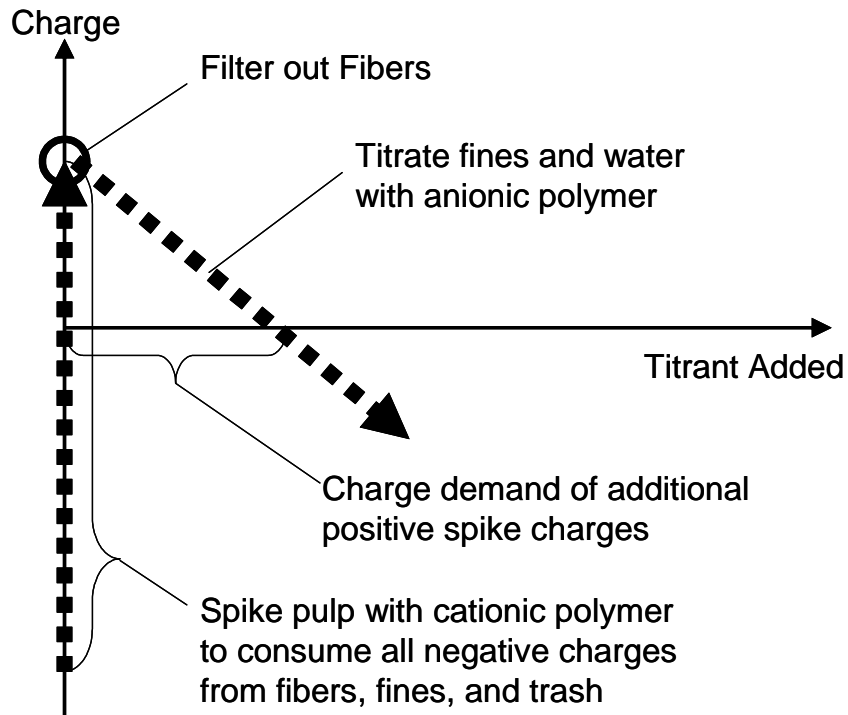 Charge
Filter out Fibers
Titrate fines and water
with anionic polymer
Titrant Added
Charge demand of additional
positive spike charges
Spike pulp with cationic polymer
to consume all negative charges
from fibers, fines, and trash